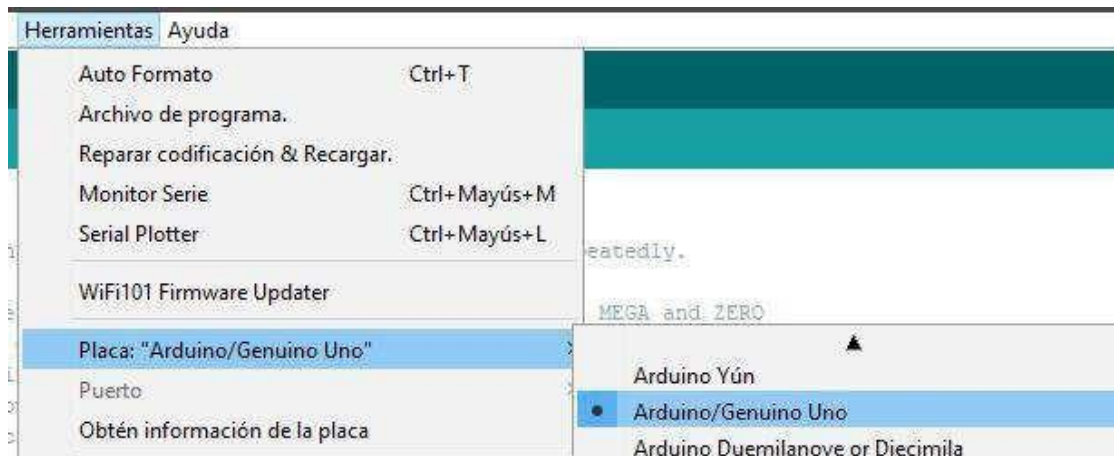 Herramientas Ayuda
Auto Formato Ctrl+T
Archivo de programa.
Reparar codificación & Recargar.
Monitor Serie Ctrl+Mayús+M
Serial Plotter Ctrl+Mayús+L
eatedly.
WiFi101 Firmware Updater
MEGA and ZERO
Placa: "Arduino/Genuino Uno"
Puerto
Obtén información de la placa
Arduino Yún
Arduino/Genuino Uno
Arduino Duemilanove or Diecimila